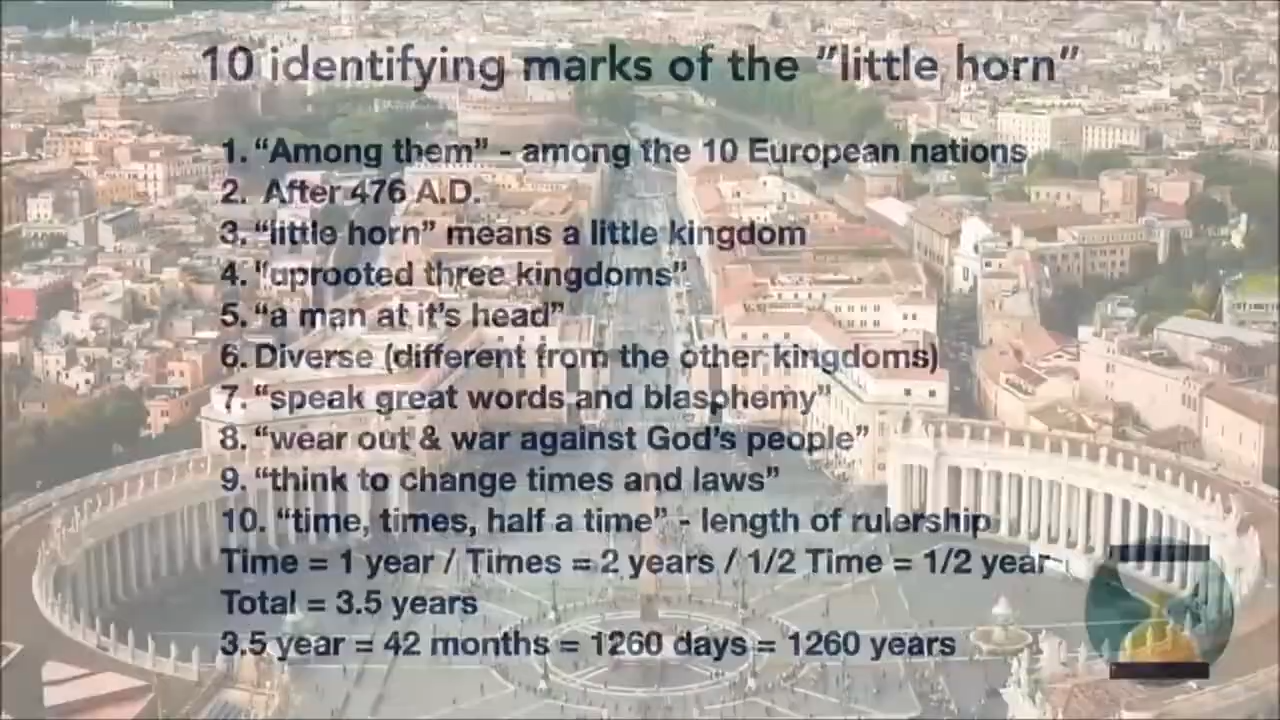 10 identifying marks of the "little horn"
1. “Among them” - among the 10 European nations
2. After 476 A.D.
3. “little horn” means a little kingdom
4. “uprooted three kingdoms”
5. “a man at it’s head”
6. Diverse (different from the other kingdoms)
7. “speak great words and blasphemy”
8. “wear out & war against God’s people”
9. “think to change times and laws”
10. “time, times, half a time” - length of rulership
Time = 1 year / Times = 2 years / 1/2 Time = 1/2 year
Total = 3.5 years
3.5 year = 42 months = 1260 days = 1260 years